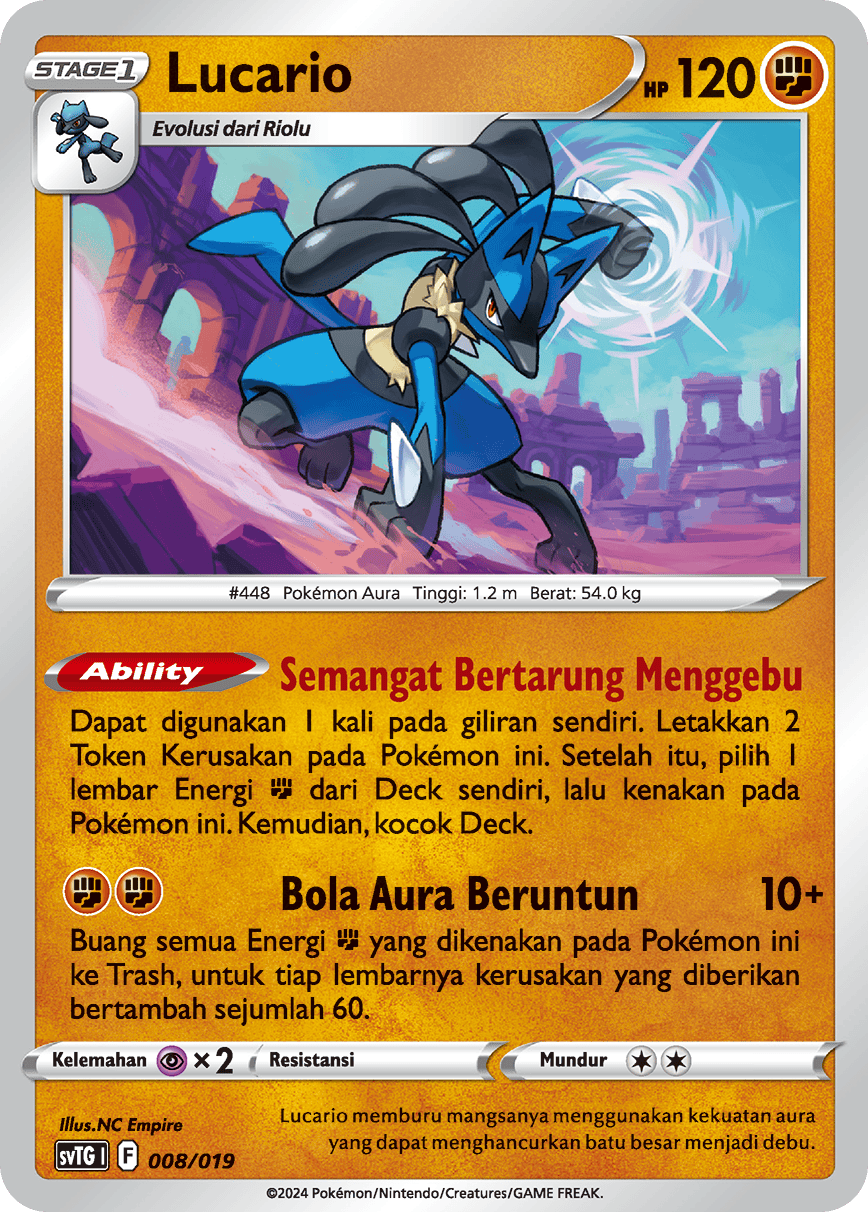 STAGE1
Lucario
HP 120
Evolusi dari Riolu
#448 Pokémon Aura Tinggi: 1.2 m Berat: 54.0 kg
Ability Semangat Bertarung Menggebu
Dapat digunakan 1 kali pada giliran sendiri. Letakkan 2
Token Kerusakan pada Pokémon ini. Setelah itu, pilih 1
lembar Energi dari Deck sendiri, lalu kenakan pada
Pokémon ini. Kemudian, kocok Deck.
Bola Aura Beruntun 10+
Buang semua Energi yang dikenakan pada Pokémon ini
ke Trash, untuk tiap lembarnya kerusakan yang diberikan
bertambah sejumlah 60.
Kelemahan ×2 Resistansi Mundur
Illus.NC Empire
Lucario memburu mangsanya menggunakan kekuatan aura
yang dapat menghancurkan batu besar menjadi debu.
svTG I F 008/019
©2024 Pokémon/Nintendo/Creatures/GAME FREAK.